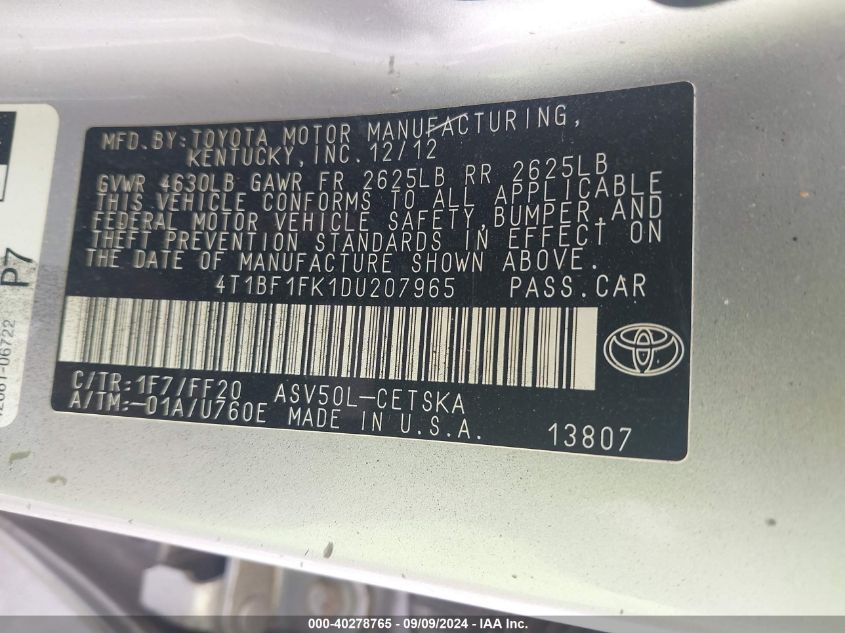 MFD.BY: TOYOTA MOTOR MANUFACTURING,
KENTUCKY, INC. 12/12
GVWR 4630LB GAWR FR 2625LB RR 2625LB
THIS VEHICLE CONFORMS TO ALL APPLICABLE
FEDERAL MOTOR VEHICLE SAFETY, BUMPER, AND
THEFT PREVENTION STANDARDS IN EFFECT ON
THE DATE OF MANUFACTURE SHOWN ABOVE.
4T1BF1FK1DU207965 PASS.CAR
C/TR:1F7/FF20 ASV50L-CETSKA
A/TM:-01A/U760E MADE IN U.S.A.
13807
P7
000-40278765 - 09/09/2024 - IAA Inc.